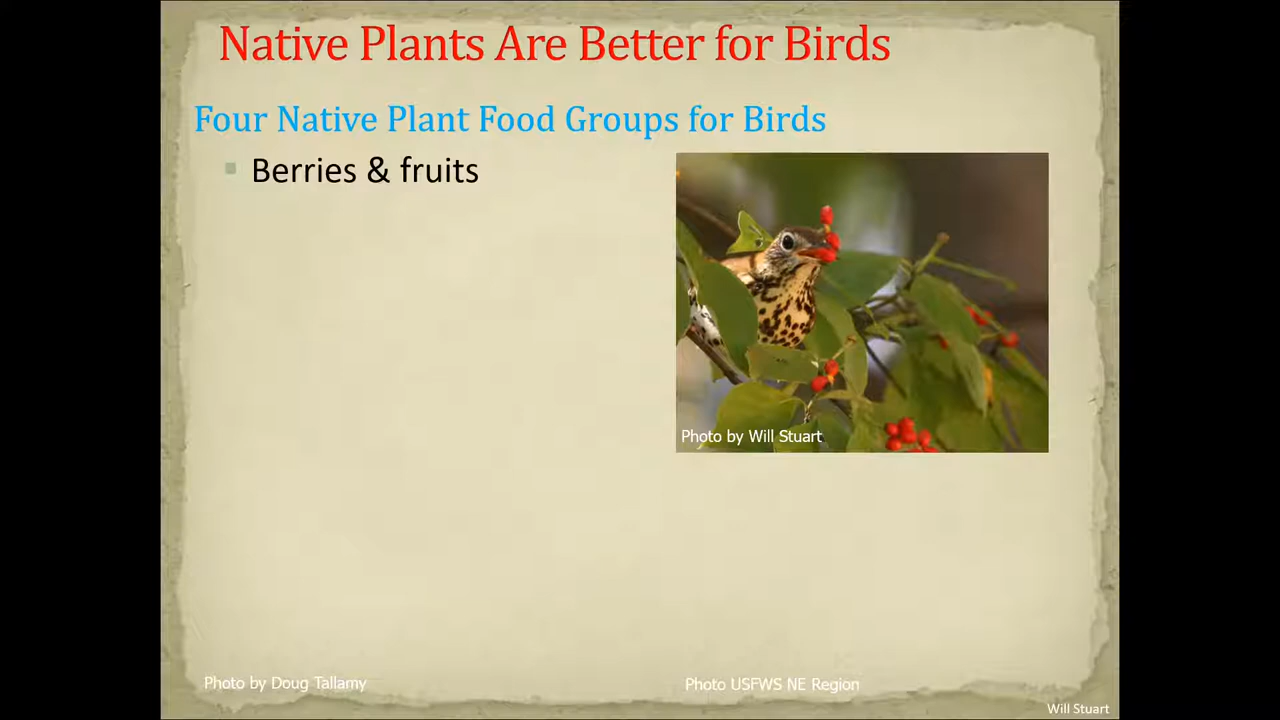 Native Plants Are Better for Birds
Four Native Plant Food Groups for Birds
Berries & fruits
Photo by Will Stuart
Photo by Doug Tallamy
Photo USFWS NE Region
Will Stuart